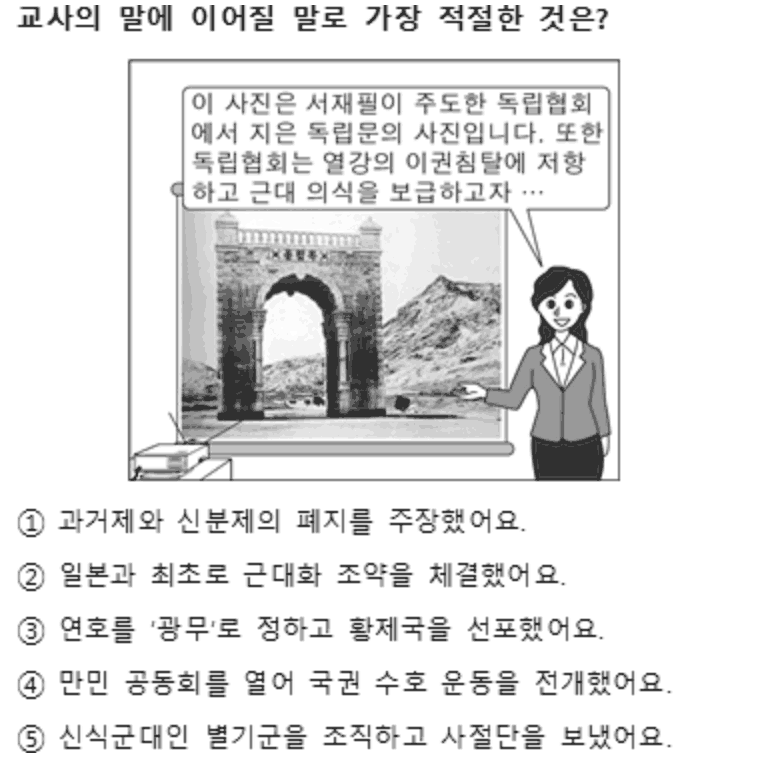 교사의 말에 이어질 말로 가장 적절한 것은?
이 사진은 서재필이 주도한 독립협회
에서 지은 독립문의 사진입니다. 또한
독립협회는 열강의 이권침탈에 저항
하고 근대 의식을 보급하고자 …
① 과거제와 신분제의 폐지를 주장했어요.
② 일본과 최초로 근대화 조약을 체결했어요.
③ 연호를 '광무'로 정하고 황제국을 선포했어요.
④ 만민 공동회를 열어 국권 수호 운동을 전개했어요.
⑤ 신식군대인 별기군을 조직하고 사절단을 보냈어요.